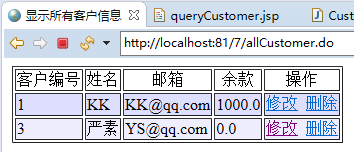 显示所有客户信息
queryCustomer.jsp
Cust
http://localhost:81/7/allCustomer.do
客户编号 姓名 邮箱 余款 操作
1 KK KK@qq.com 1000.0 修改 删除
3 严素 YS@qq.com 0.0 修改 删除